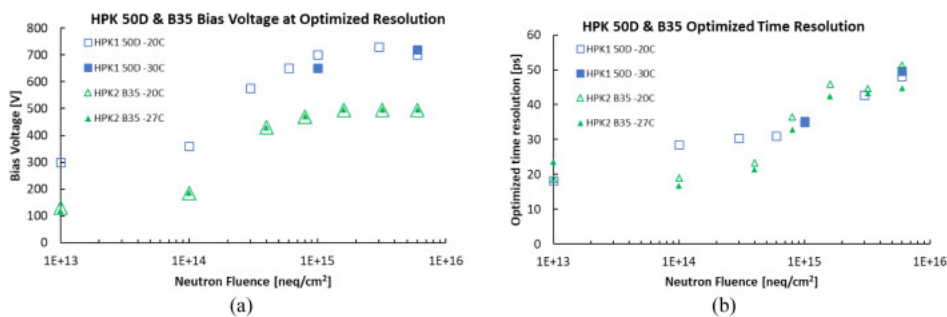 HPK 50D & B35 Bias Voltage at Optimized Resolution
800
700
600
500
400
300
200
100
0
Bias Voltage [V]
HPK1 50D -20C
HPK1 50D -30C
HPK2 B35 -20C
HPK2 B35 -27C
1E+13 1E+14 1E+15 1E+16
Neutron Fluence [neq/cm²]
(a)
HPK 50D & B35 Optimized Time Resolution
60
50
40
30
20
10
0
Optimized time resolution [ps]
HPK1 50D -20C
HPK1 50D -30C
HPK2 B35 -20C
HPK2 B35 -27C
1E+13 1E+14 1E+15 1E+16
Neutron Fluence [neq/cm²]
(b)